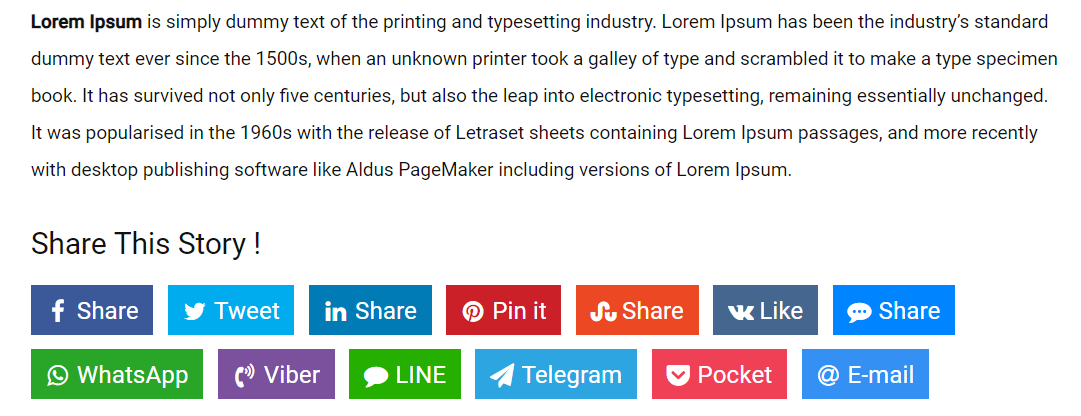 Lorem Ipsum is simply dummy text of the printing and typesetting industry. Lorem Ipsum has been the industry’s standard
dummy text ever since the 1500s, when an unknown printer took a galley of type and scrambled it to make a type specimen
book. It has survived not only five centuries, but also the leap into electronic typesetting, remaining essentially unchanged.
It was popularised in the 1960s with the release of Letraset sheets containing Lorem Ipsum passages, and more recently
with desktop publishing software like Aldus PageMaker including versions of Lorem Ipsum.
Share This Story !
Share Tweet Share Pin it Share Like Share
WhatsApp Viber LINE Telegram Pocket @ E-mail